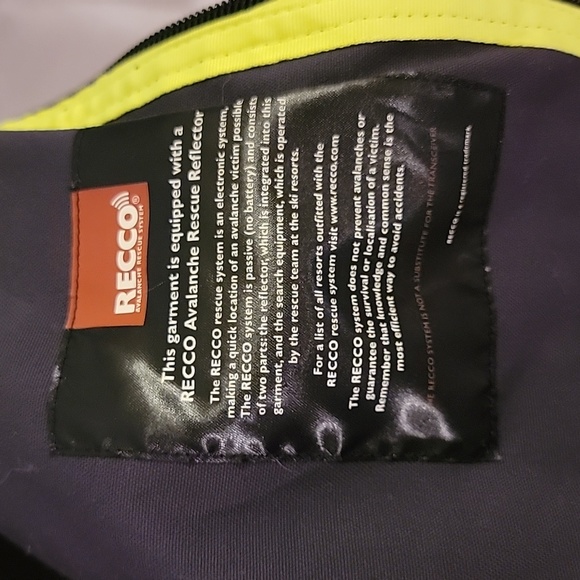 RECCO®
AVALANCHE RESCUE SYSTEM
This garment is equipped with a
RECCO Avalanche Rescue Reflector
The RECCO rescue system is an electronic system,
making a quick location of an avalanche victim possible
The RECCO system is passive (no battery) and consists
of two parts: the reflector, which is integrated into this
garment, and the search equipment, which is operated
by the rescue team at the ski resorts.
For a list of all resorts outfitted with the
RECCO rescue system visit www.recco.com
The RECCO system does not prevent avalanches or
guarantee the survival or localisation of a victim.
Remember that knowledge and common sense is the
most efficient way to avoid accidents.
THE RECCO SYSTEM IS NOT A SUBSTITUTE FOR THE TRANSCEIVER
RECCO is a registered trademark.